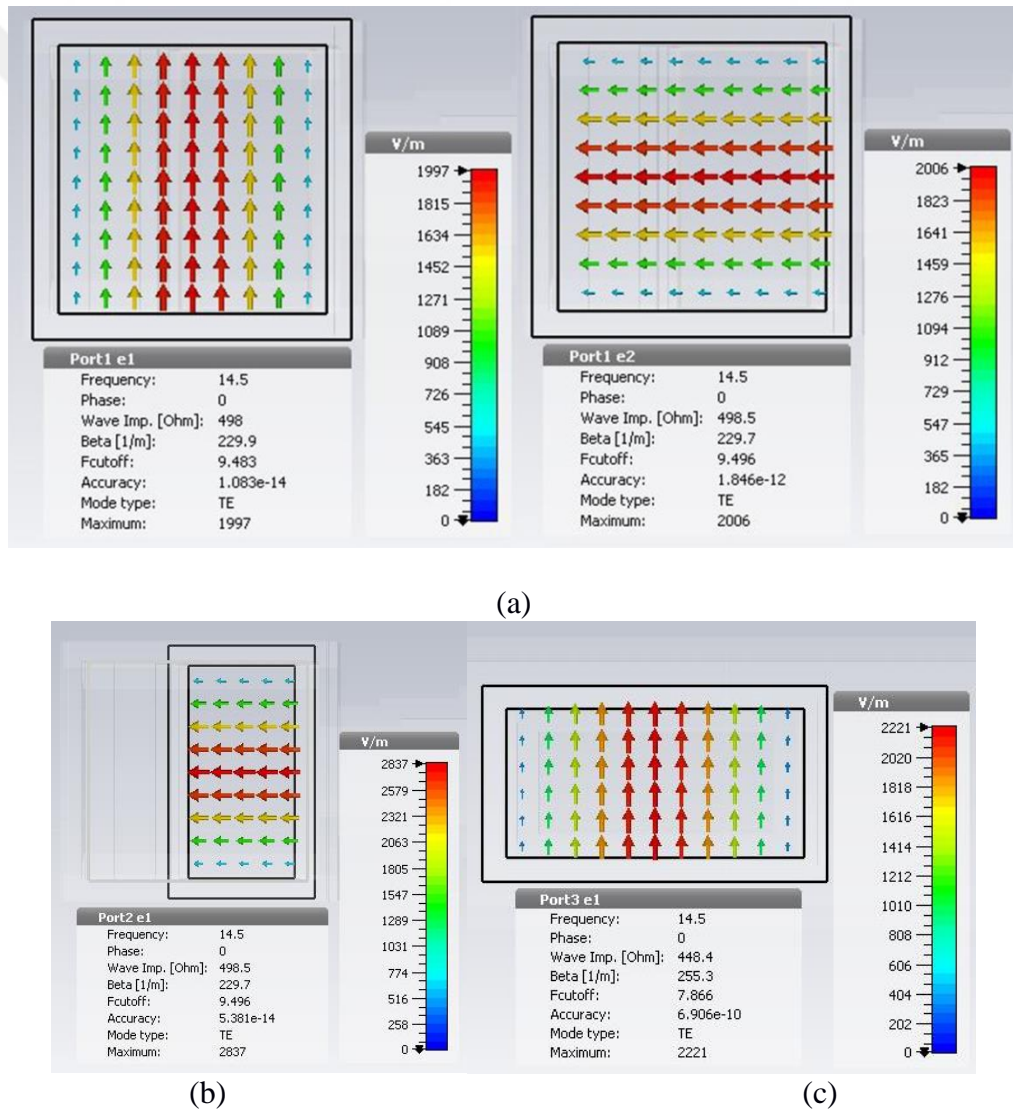 V/m
1997
1815
1634
1452
1271
1089
908
726
545
363
182
0
Port1 e1
Frequency: 14.5
Phase: 0
Wave Imp. [Ohm]: 498
Beta [1/m]: 229.9
Fcutoff: 9.483
Accuracy: 1.083e-14
Mode type: TE
Maximum: 1997
V/m
2006
1823
1641
1459
1276
1094
912
729
547
365
182
0
Port1 e2
Frequency: 14.5
Phase: 0
Wave Imp. [Ohm]: 498.5
Beta [1/m]: 229.7
Fcutoff: 9.496
Accuracy: 1.846e-12
Mode type: TE
Maximum: 2006
(a)
V/m
2837
2579
2321
2063
1805
1547
1289
1031
774
516
258
0
Port2 e1
Frequency: 14.5
Phase: 0
Wave Imp. [Ohm]: 498.5
Beta [1/m]: 229.7
Fcutoff: 9.496
Accuracy: 5.381e-14
Mode type: TE
Maximum: 2837
V/m
2221
2020
1818
1616
1414
1212
1010
808
606
404
202
0
Port3 e1
Frequency: 14.5
Phase: 0
Wave Imp. [Ohm]: 448.4
Beta [1/m]: 255.3
Fcutoff: 7.866
Accuracy: 6.906e-10
Mode type: TE
Maximum: 2221
(b)
(c)